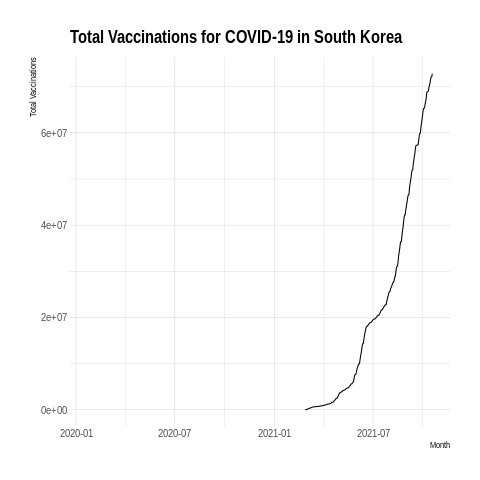 Total Vaccinations for COVID-19 in South Korea
Total Vaccinations
6e+07
4e+07
2e+07
0e+00
2020-01 2020-07 2021-01 2021-07
Month